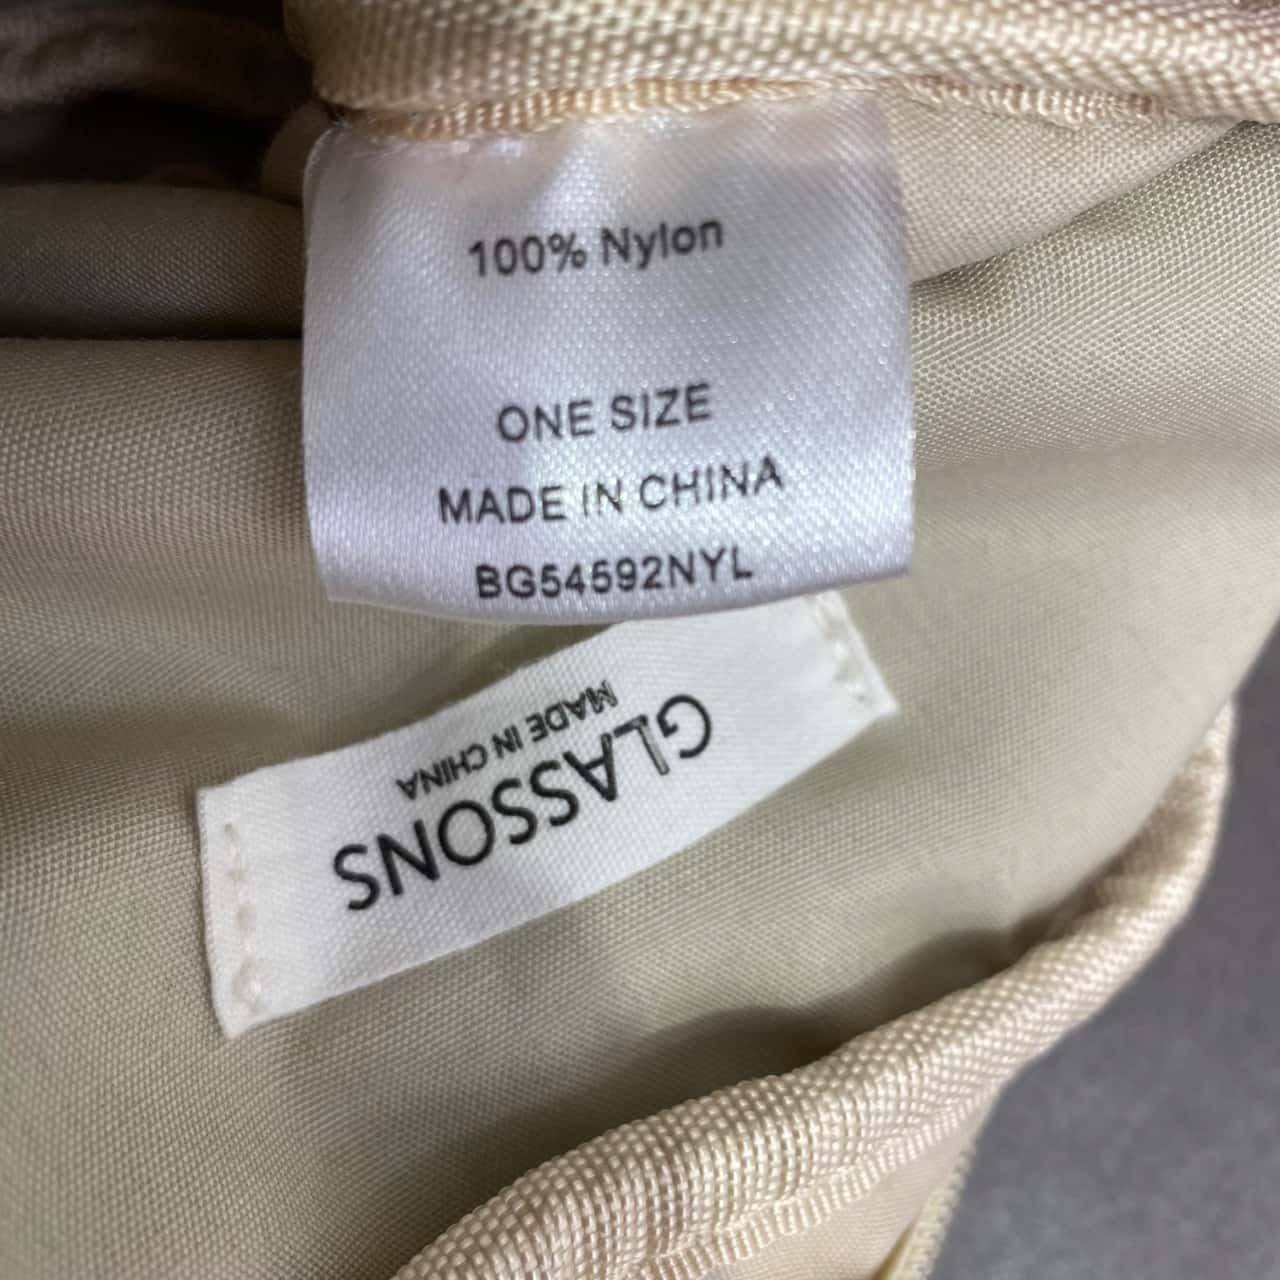 100% Nylon
ONE SIZE
MADE IN CHINA
BG54592NYL
GLASSONS
MADE IN CHINA